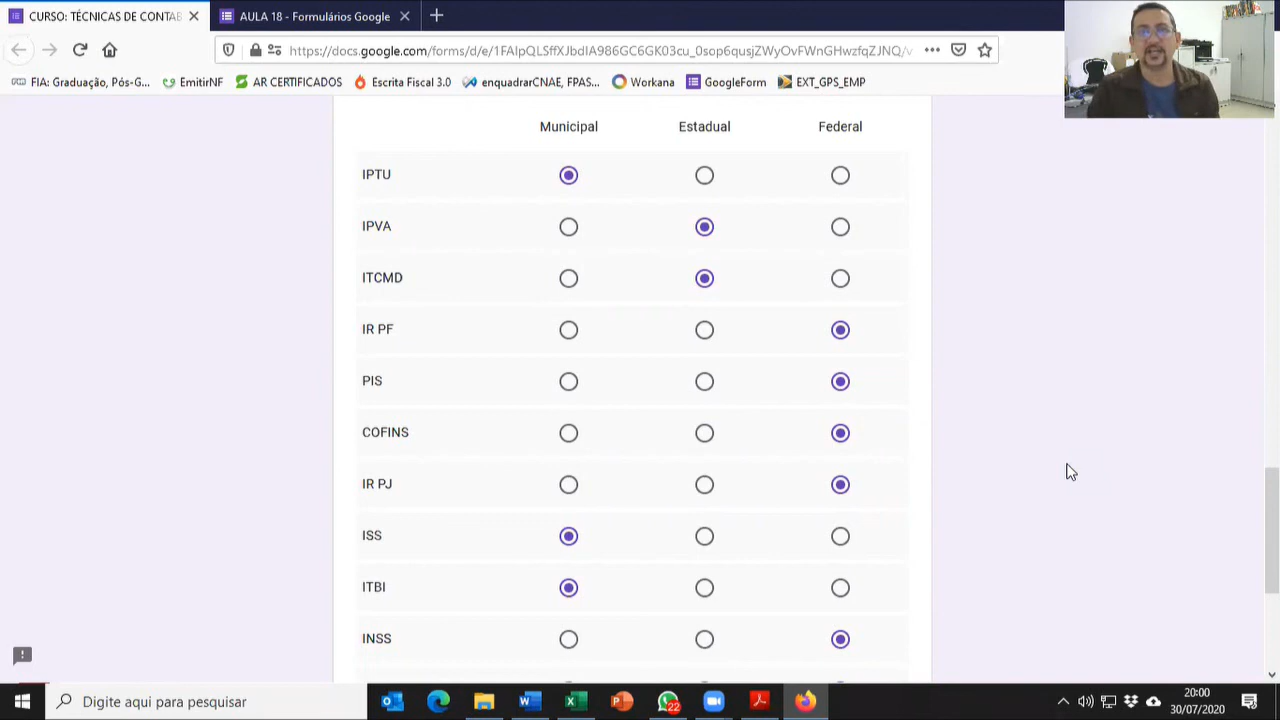 CURSO: TÉCNICAS DE CONTAB
AULA 18 - Formulários Google
https://docs.google.com/forms/d/e/1FAIpQLSffXJbdIA986GC6GK03cu_0sop6qusjZWyOvFWnGHwzfqZJNQ/v
FIA: Graduação, Pós-G...
EmitirNF
AR CERTIFICADOS
Escrita Fiscal 3.0
enquadrarCNAE, FPAS...
Workana
GoogleForm
EXT_GPS_EMP
Municipal Estadual Federal
IPTU
IPVA
ITCMD
IR PF
PIS
COFINS
IR PJ
ISS
ITBI
INSS
Digite aqui para pesquisar
22
20:00
30/07/2020